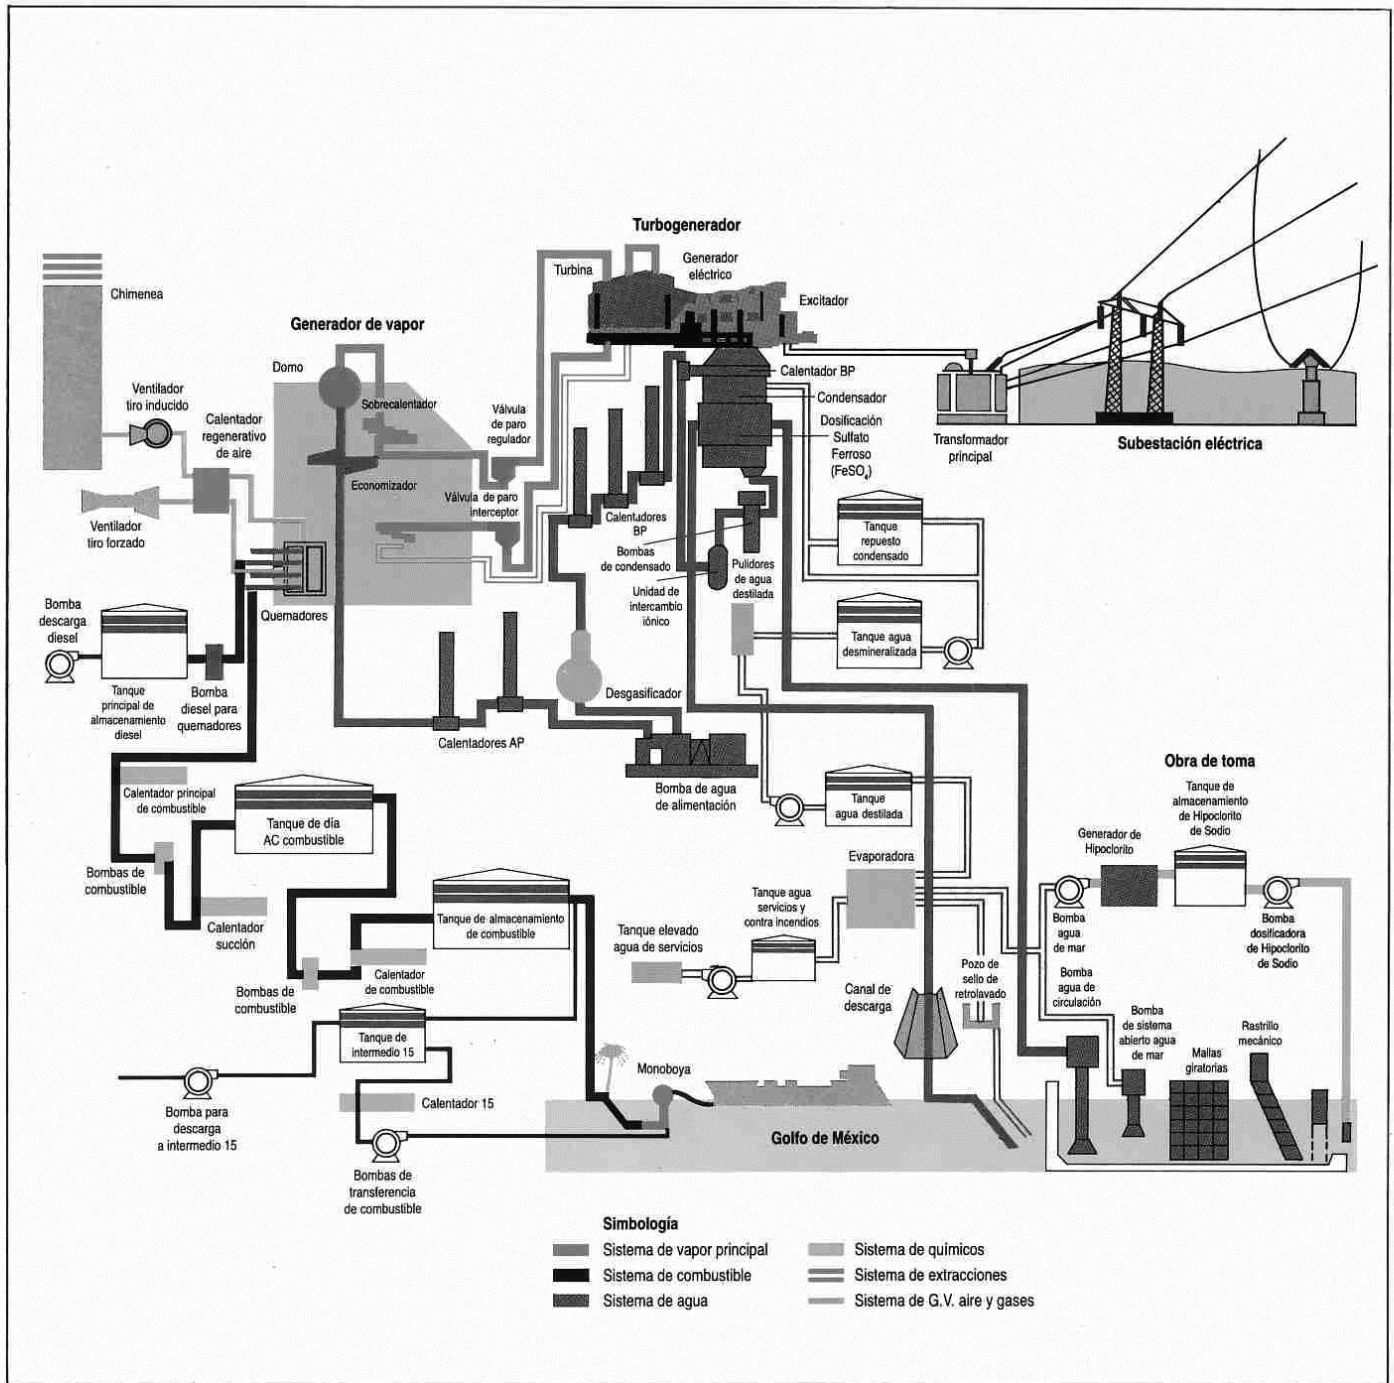 Turbogenerador
Turbina
Generador
eléctrico
Excitador
Chimenea
Generador de vapor
Domo
Ventilador
tiro inducido
Calentador
regenerativo
de aire
Sobrecalentador
Válvula
de paro
regulador
Calentador BP
Condensador
Dosificación
Sulfato
Ferroso
(FeSO4)
Transformador
principal
Subestación eléctrica
Economizador
Válvula de paro
interceptor
Ventilador
tiro forzado
Calentadores
BP
Bombas
de condensado
Pulidores
de agua
destilada
Unidad de
intercambio
iónico
Tanque
repuesto
condensado
Quemadores
Bomba
descarga
diesel
Tanque agua
desmineralizada
Tanque
principal de
almacenamiento
diesel
Bomba
diesel para
quemadores
Desgasificador
Calentadores AP
Bomba de agua
de alimentación
Calentador principal
de combustible
Tanque de día
AC combustible
Tanque
agua destilada
Obra de toma
Tanque de
almacenamiento
de Hipoclorito
de Sodio
Generador de
Hipoclorito
Bombas de
combustible
Evaporadora
Calentador
succión
Tanque de almacenamiento
de combustible
Tanque agua
servicios y
contra incendios
Tanque elevado
agua de servicios
Bomba
agua
de mar
Bomba
dosificadora
de Hipoclorito
de Sodio
Bombas de
combustible
Calentador
de combustible
Canal de
descarga
Pozo de
sello de
retrolavado
Bomba
agua de
circulación
Bomba
de sistema
abierto agua
de mar
Mallas
giratorias
Rastrillo
mecánico
Tanque de
intermedio 15
Monoboya
Calentador 15
Bomba para
descarga
a intermedio 15
Golfo de México
Bombas de
transferencia
de combustible
Simbología
Sistema de vapor principal
Sistema de combustible
Sistema de agua
Sistema de químicos
Sistema de extracciones
Sistema de G.V. aire y gases